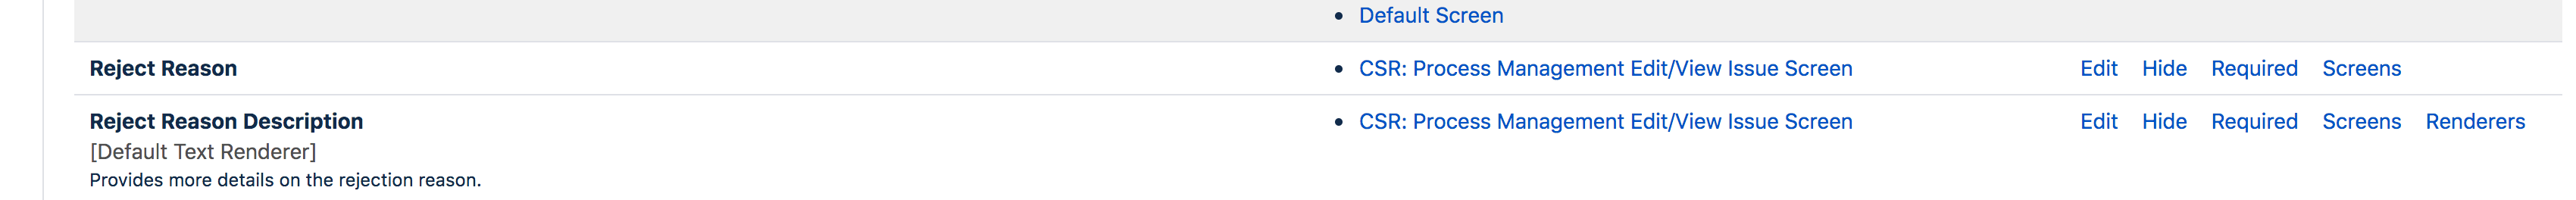 Default Screen
Reject Reason CSR: Process Management Edit/View Issue Screen Edit Hide Required Screens
Reject Reason Description CSR: Process Management Edit/View Issue Screen Edit Hide Required Screens Renderers
[Default Text Renderer]
Provides more details on the rejection reason.